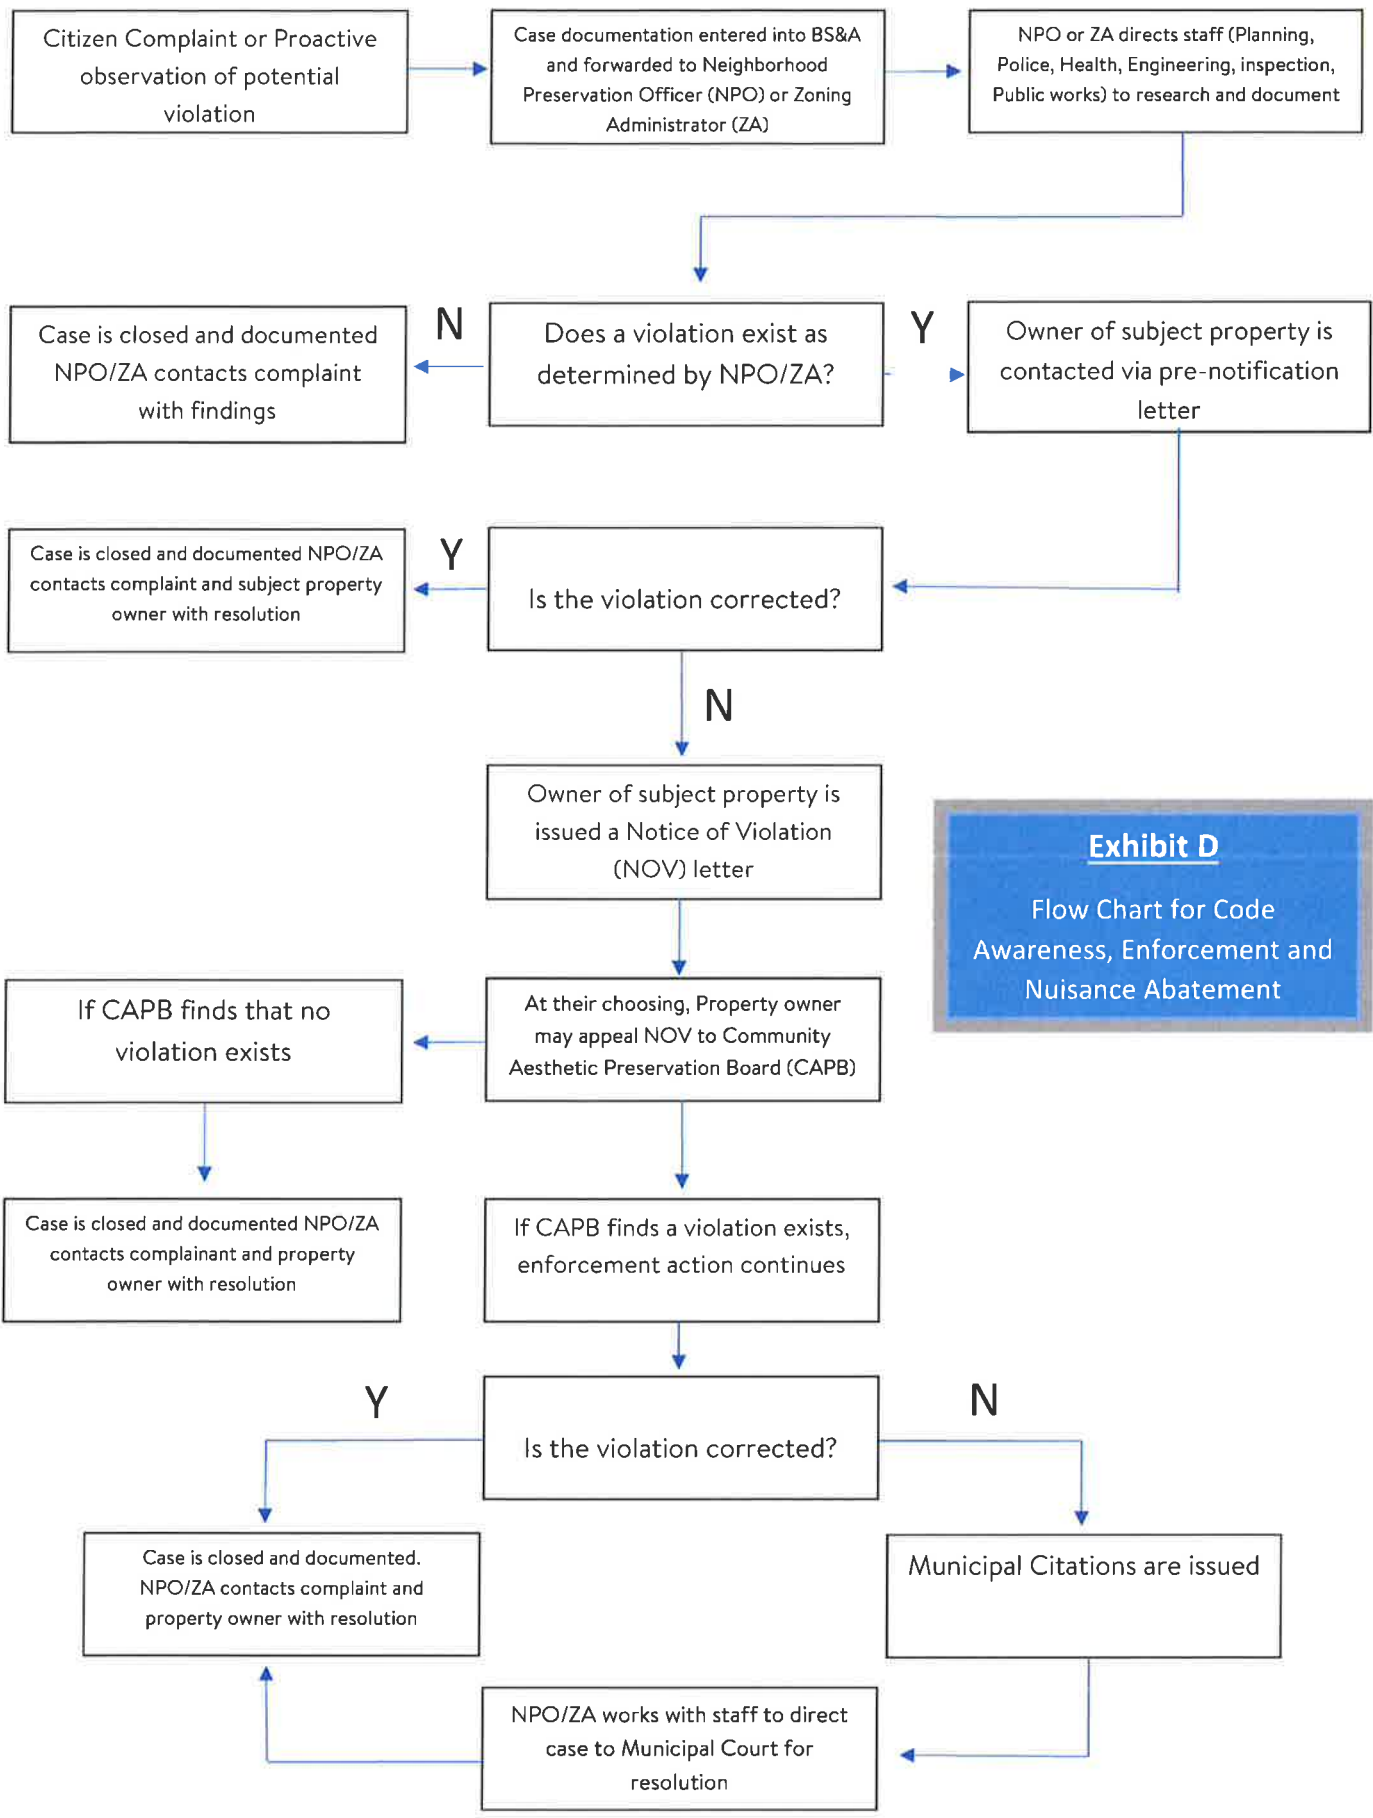 Citizen Complaint or Proactive
observation of potential
violation
Case documentation entered into BS&A
and forwarded to Neighborhood
Preservation Officer (NPO) or Zoning
Administrator (ZA)
NPO or ZA directs staff (Planning,
Police, Health, Engineering, inspection,
Public works) to research and document
Case is closed and documented
NPO/ZA contacts complaint
with findings
N
Does a violation exist as
determined by NPO/ZA?
Y
Owner of subject property is
contacted via pre-notification
letter
Case is closed and documented NPO/ZA
contacts complaint and subject property
owner with resolution
Y
Is the violation corrected?
N
Owner of subject property is
issued a Notice of Violation
(NOV) letter
Exhibit D
Flow Chart for Code
Awareness, Enforcement and
Nuisance Abatement
If CAPB finds that no
violation exists
At their choosing, Property owner
may appeal NOV to Community
Aesthetic Preservation Board (CAPB)
Case is closed and documented NPO/ZA
contacts complainant and property
owner with resolution
If CAPB finds a violation exists,
enforcement action continues
Y
Is the violation corrected?
N
Case is closed and documented.
NPO/ZA contacts complaint and
property owner with resolution
Municipal Citations are issued
NPO/ZA works with staff to direct
case to Municipal Court for
resolution